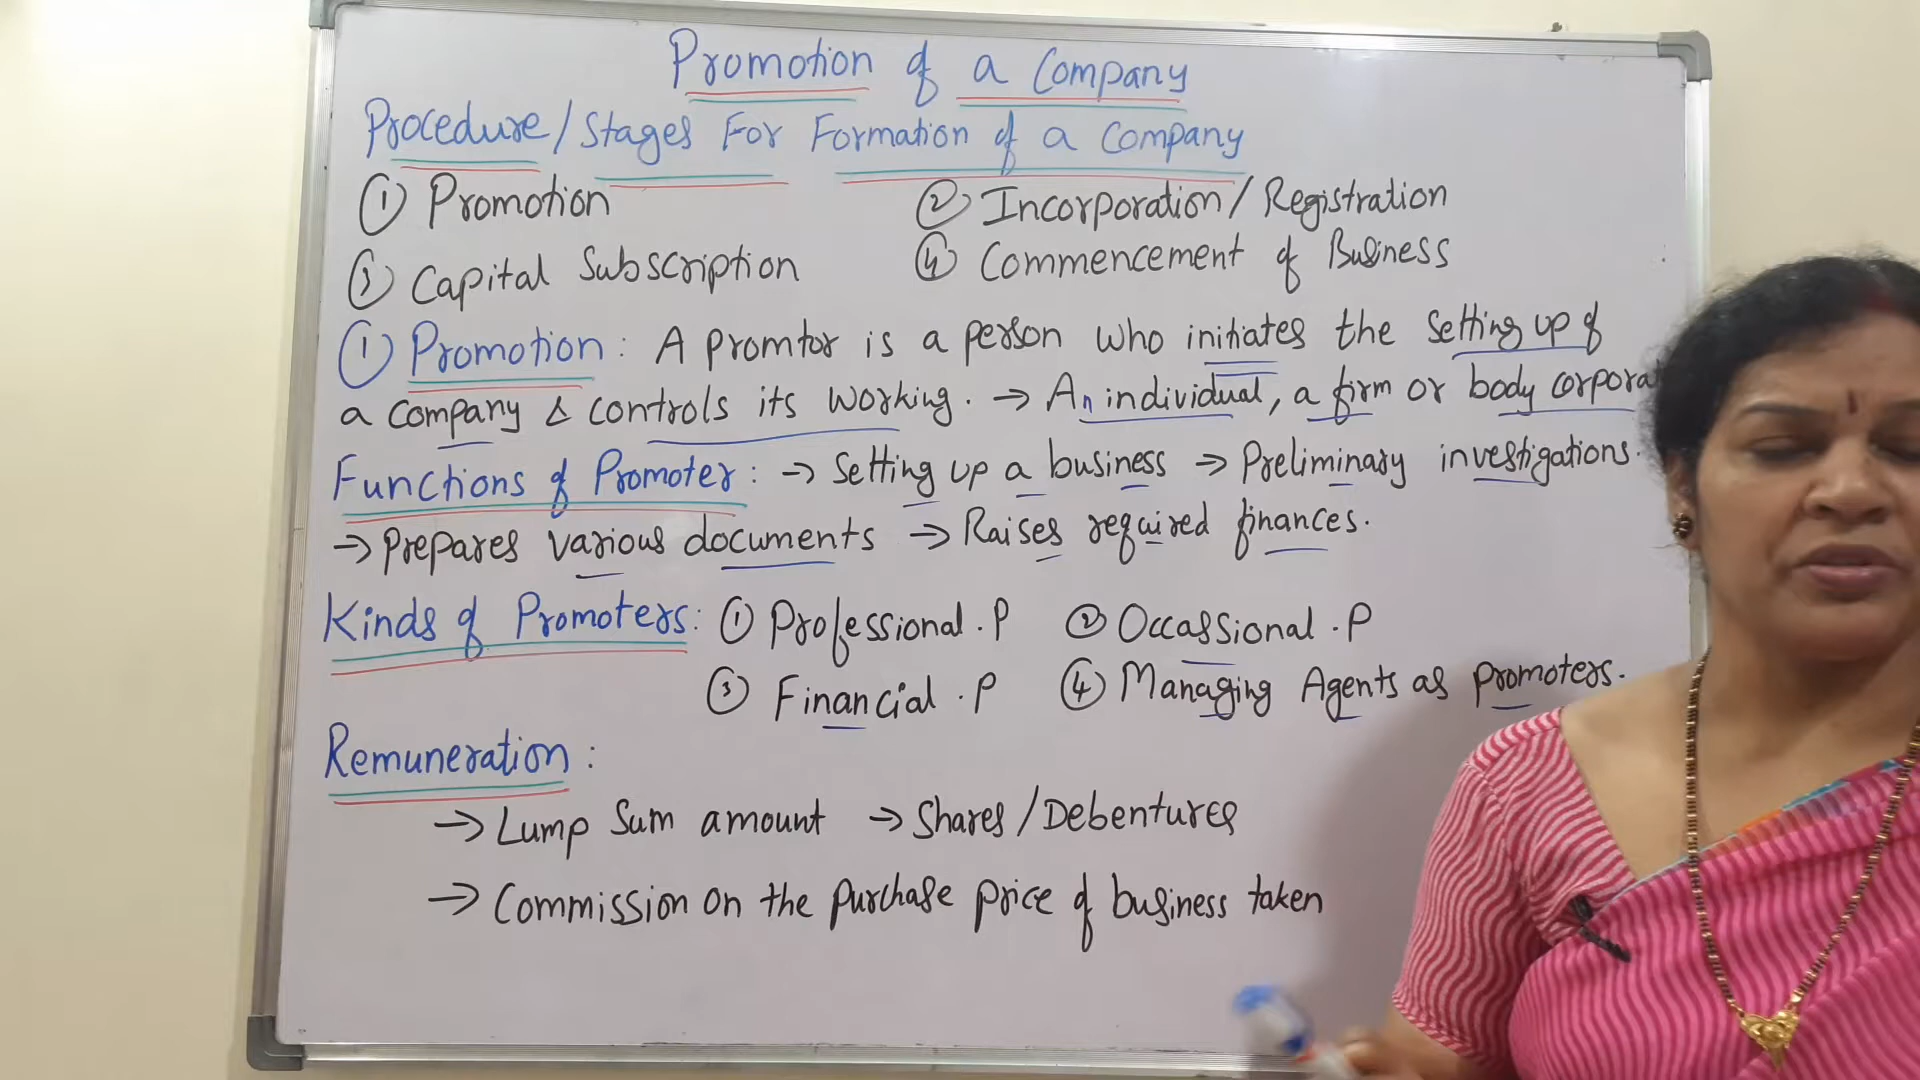 Promotion of a Company
Procedure/Stages For Formation of a Company
① Promotion ② Incorporation/Registration
③ Capital Subscription ④ Commencement of Business
① Promotion: A promtor is a person who initiates the setting up of
a company & controls its working. → An individual, a firm or body corporat
Functions of Promoter: → Setting up a business → Preliminary investigations.
→ Prepares various documents → Raises required finances.
Kinds of Promoters: ① Professional.P ② Occassional.P
③ Financial.P ④ Managing Agents as promoters.
Remuneration:
→ Lump Sum amount → Shares/Debentures
→ Commission on the purchase price of business taken